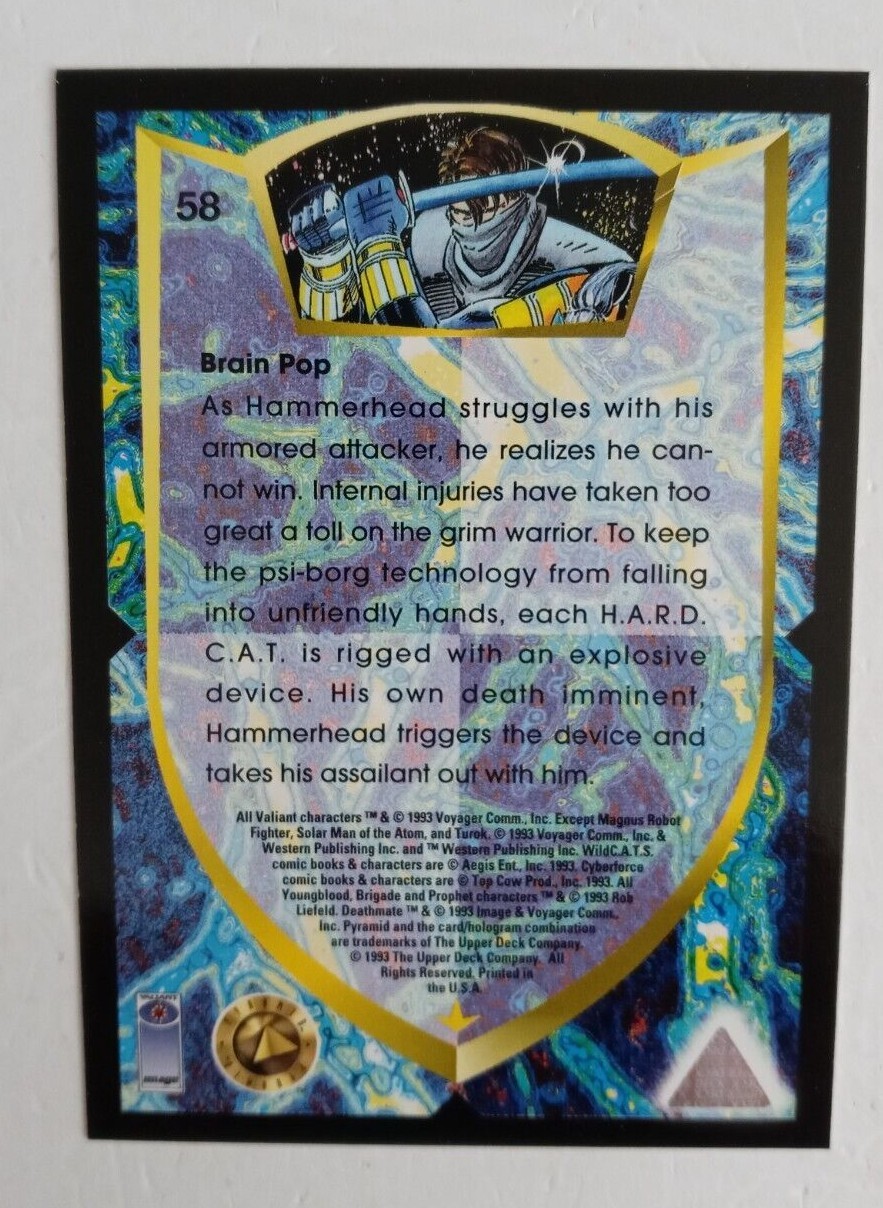 58
Brain Pop
As Hammerhead struggles with his
armored attacker, he realizes he can-
not win. Internal injuries have taken too
great a toll on the grim warrior. To keep
the psi-borg technology from falling
into unfriendly hands, each H.A.R.D.
C.A.T. is rigged with an explosive
device. His own death imminent,
Hammerhead triggers the device and
takes his assailant out with him.
All Valiant characters ™ & © 1993 Voyager Comm., Inc. Except Magnus Robot
Fighter, Solar Man of the Atom, and Turok. © 1993 Voyager Comm., Inc. &
Western Publishing Inc. and ™ Western Publishing Inc. WildC.A.T.S.
comic books & characters are © Aegis Ent., Inc. 1993. Cyberforce
comic books & characters are © Top Cow Prod., Inc. 1993. All
Youngblood, Brigade and Prophet characters ™ & © 1993 Rob
Liefeld. Deathmate ™ & © 1993 Image & Voyager Comm.,
Inc. Pyramid and the card/hologram combination
are trademarks of The Upper Deck Company.
© 1993 The Upper Deck Company. All
Rights Reserved. Printed in
the U.S.A.
VALIANT
image